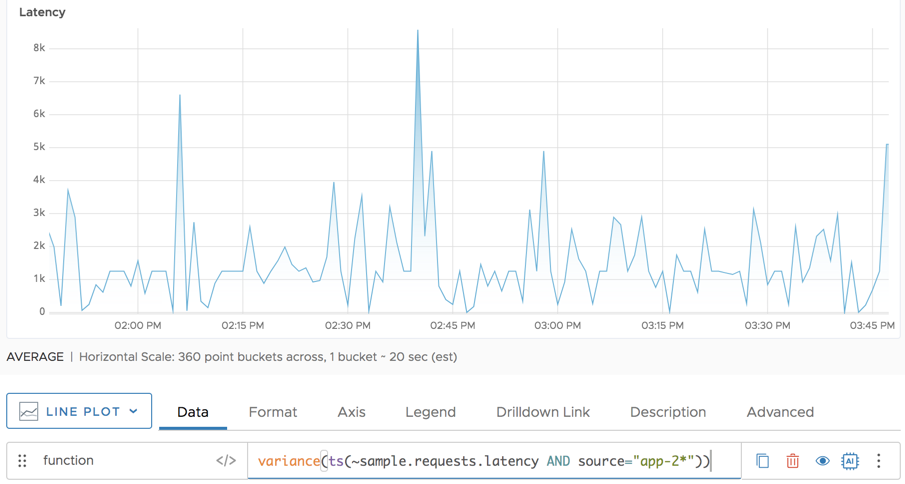 Latency
8k
7k
6k
5k
4k
3k
2k
1k
0
02:00 PM 02:15 PM 02:30 PM 02:45 PM 03:00 PM 03:15 PM 03:30 PM 03:45 PM
AVERAGE | Horizontal Scale: 360 point buckets across, 1 bucket ~ 20 sec (est)
LINE PLOT Data Format Axis Legend Drilldown Link Description Advanced
function </> variance(ts(~sample.requests.latency AND source="app-2*")) AI